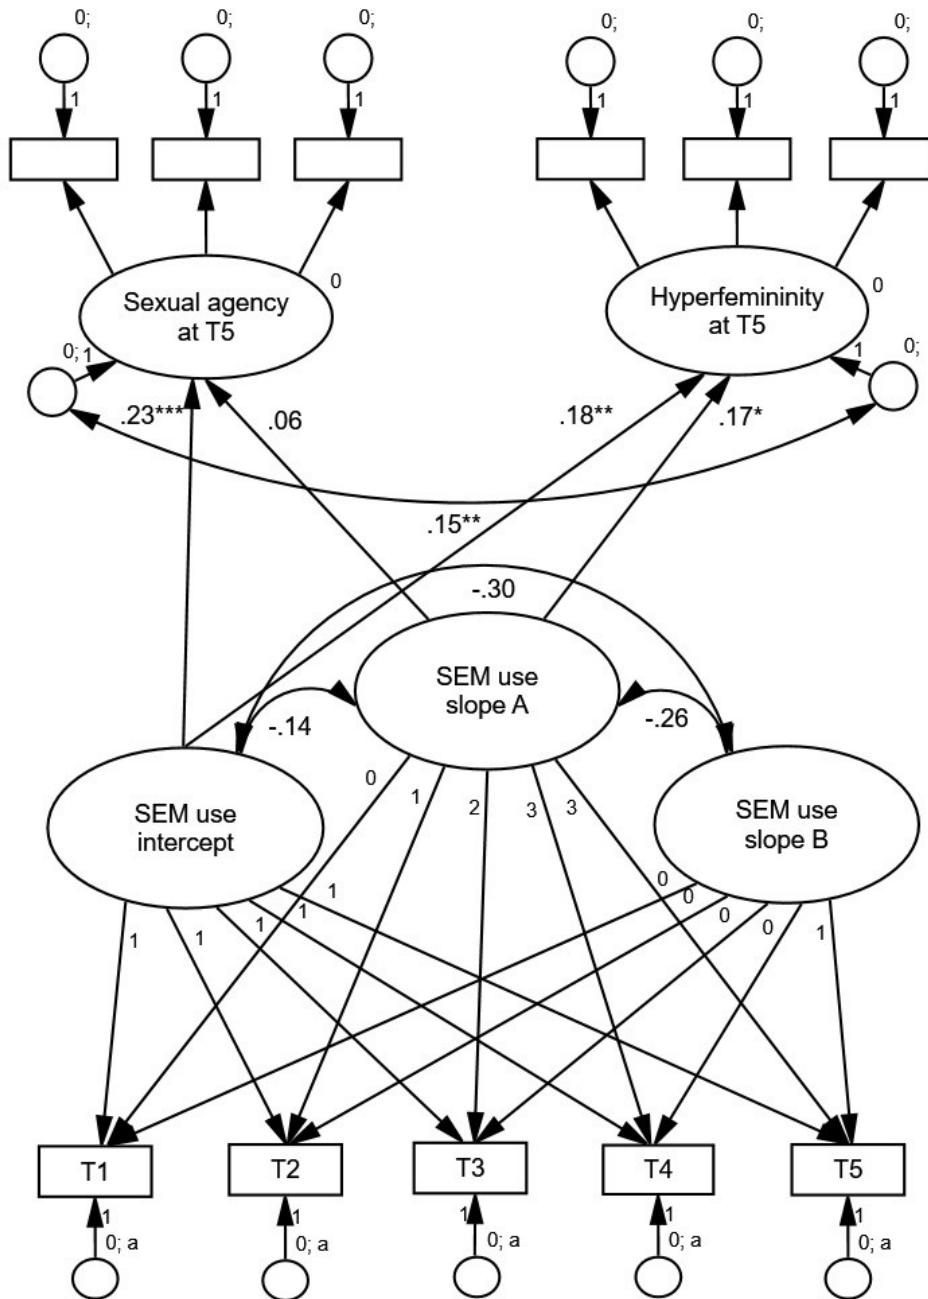 0; 0; 0; 0; 0; 0;
1 1 1 1 1 1
Sexual agency
at T5
0
Hyperfemininity
at T5
0
0; 1
1 0;
.23*** .06 .18** .17*
.15**
-.30
SEM use
slope A
-.14 -.26
SEM use
intercept
SEM use
slope B
0 1 2 3 3
1 1 1 1 1 1
0 0 0 0 1
T1 T2 T3 T4 T5
1 1 1 1 1
0; a 0; a 0; a 0; a 0; a